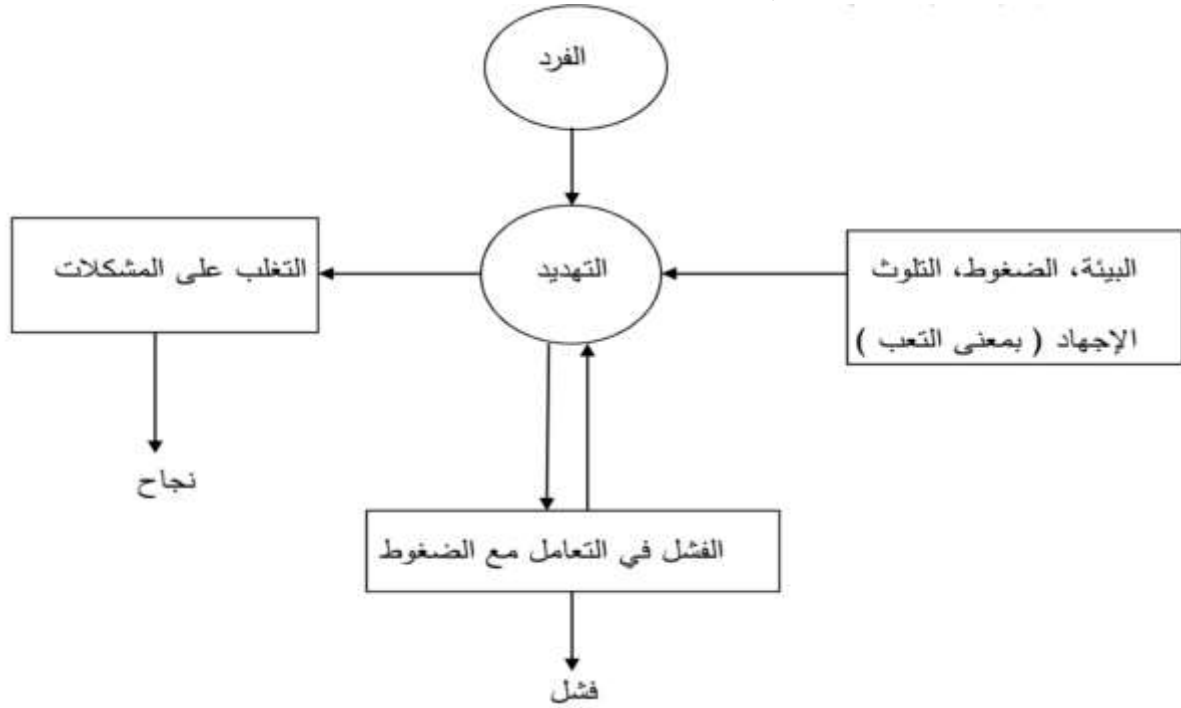 الفرد
التهديد
البيئة، الضغوط، التلوث
الإجهاد ( بمعنى التعب )
التغلب على المشكلات
نجاح
الفشل في التعامل مع الضغوط
فشل